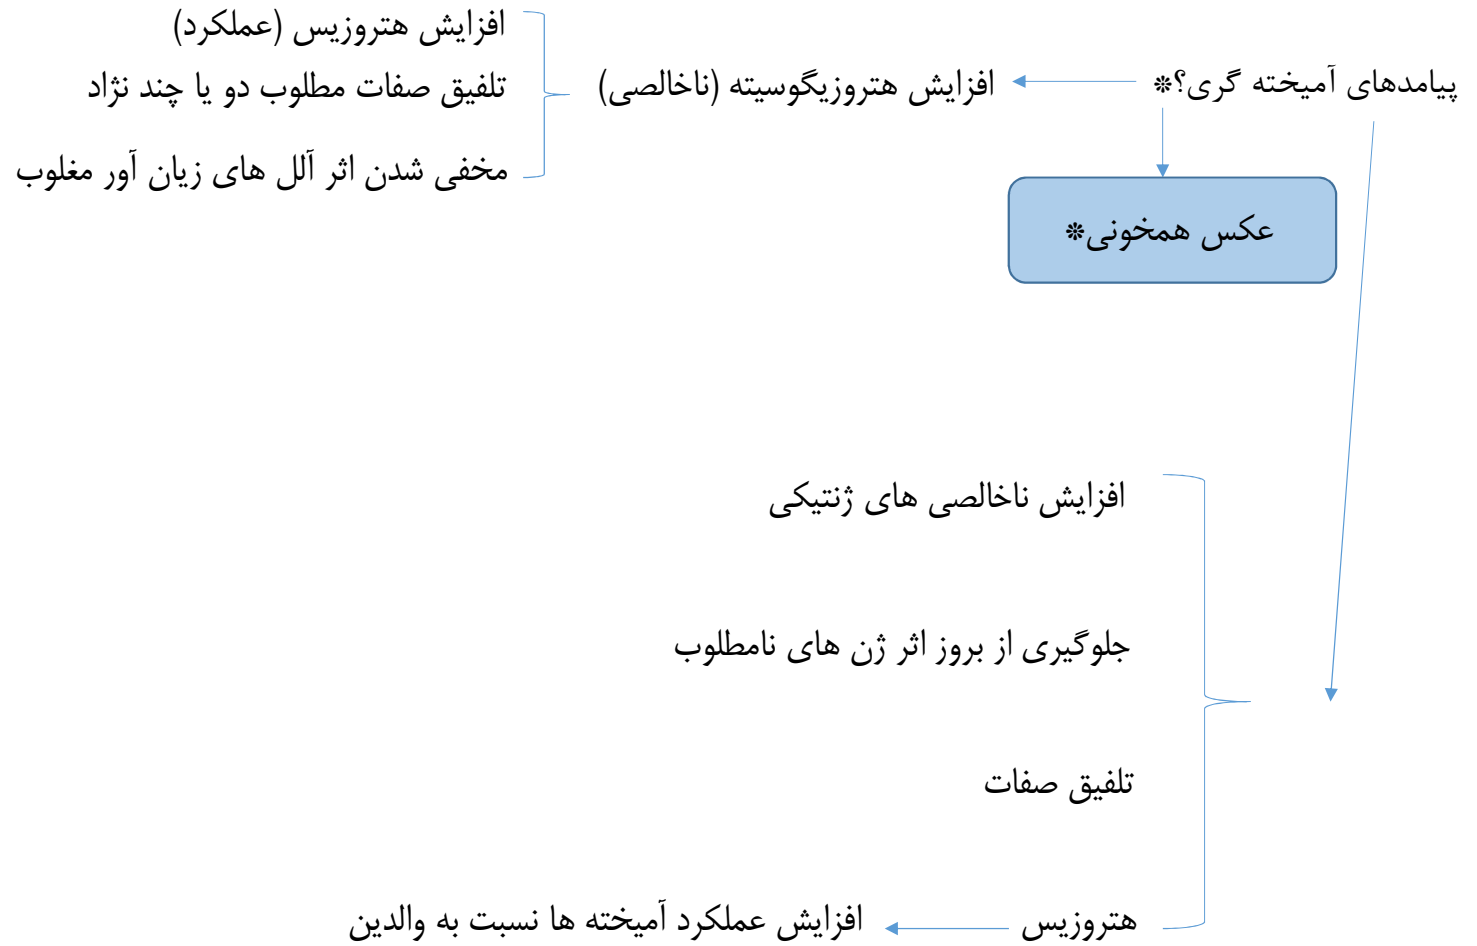 پیامدهای آمیخته گری؟*
افزایش هتروزیگوسیته (ناخالصی)
افزایش هتروزیس (عملکرد)
تلفیق صفات مطلوب دو یا چند نژاد
مخفی شدن اثر آلل های زیان آور مغلوب
عکس همخونی*
افزایش ناخالصی های ژنتیکی
جلوگیری از بروز اثر ژن های نامطلوب
تلفیق صفات
هتروزیس
افزایش عملکرد آمیخته ها نسبت به والدین